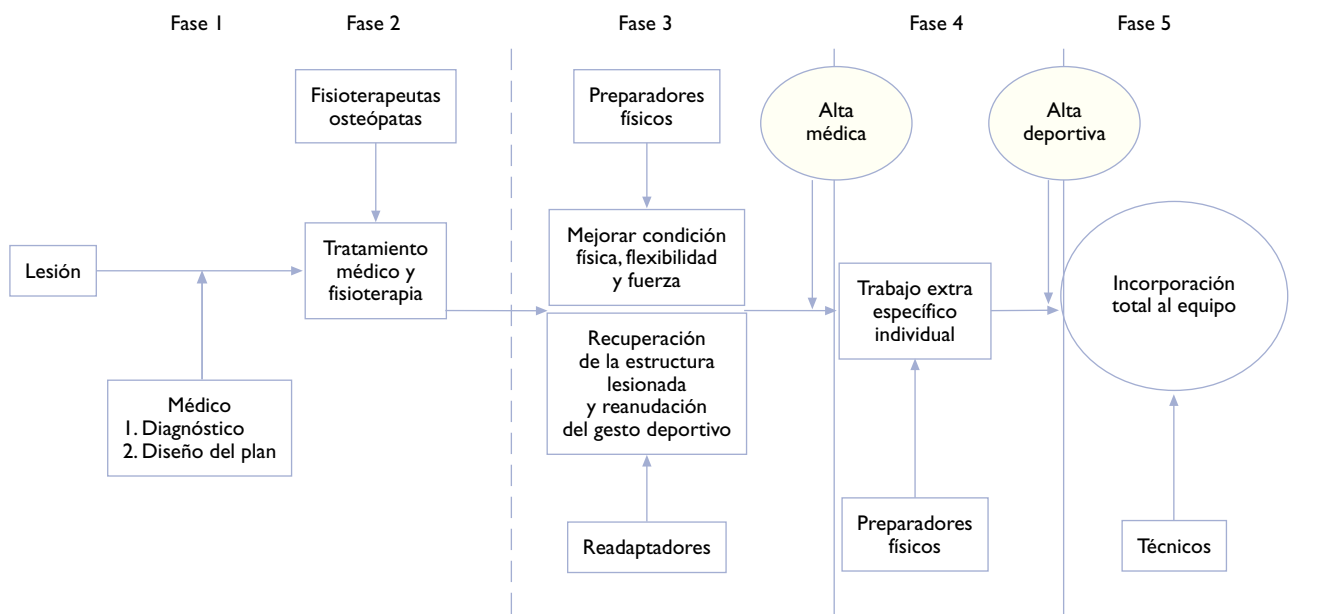 Fase 1
Fase 2
Fase 3
Fase 4
Fase 5
Fisioterapeutas
osteópatas
Preparadores
físicos
Alta
médica
Alta
deportiva
Lesión
Tratamiento
médico y
fisioterapia
Mejorar condición
física, flexibilidad
y fuerza
Trabajo extra
específico
individual
Incorporación
total al equipo
Recuperación
de la estructura
lesionada
y reanudación
del gesto deportivo
Médico
1. Diagnóstico
2. Diseño del plan
Readaptadores
Preparadores
físicos
Técnicos